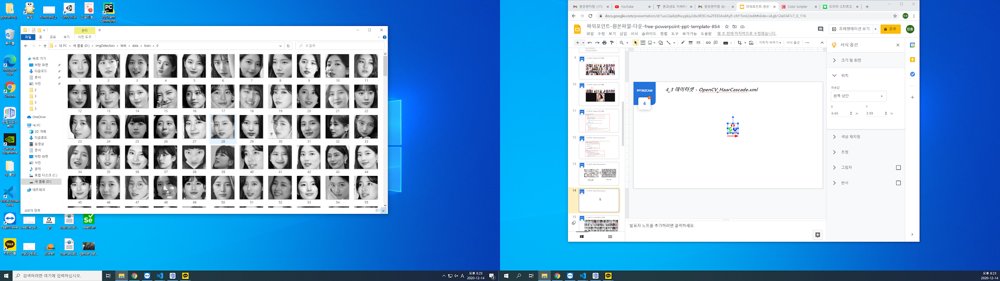 pythonProj...
알집
functional_r...
Unity Hub
인공지능_...
PyCharm
Communit...
휴지통
Microsoft
Edge
Chrome
한컴오피스
뷰어
GeForce
Experience
새 폴더
Visual Studio
Code
TeamViewer
weather_rel...
git
haarcascad...
selenium
카카오톡
snack_relat...
skleran
haarcascad...
gender_det...
관리
0
파일
홈
공유
보기
사진 도구
내 PC › 새 볼륨 (D:) › ImgDetection › MJK › data › train › 0
0 검색
바로 가기
바탕 화면
다운로드
문서
사진
2
3
3
3
OneDrive
내 PC
3D 개체
다운로드
동영상
문서
바탕 화면
사진
음악
로컬 디스크 (C:)
새 볼륨 (D:)
네트워크
1 2 3 4 5 6 7 8 9 10 11
12 13 14 15 16 17 18 19 20 21 22
23 24 25 26 27 28 29 30 31 32 33
34 35 36 37 38 39 40 41 42 43 44
45 46 47 48 49 50 51 52 53 54 55
400개 항목
검색하려면 여기에 입력하십시오.
A
오후 8:23
2020-12-14
2
받은편지함 (173)
YouTube
문과생도 이해하는
받은편지함 (6) -
파워포인트-원본파
Color Scripter
드라마 스타트업
docs.google.com/presentation/d/1usLQa8qWwygkiy2dw9E9CrIu2FE83AokhjJf-cM15mU/edit#slide=id.gb12e0347c7_0_116
파워포인트-원본파일-다운-free-powerpoint-ppt-template-854
파일 수정 보기 삽입 서식 슬라이드 정렬 도구 부가기능 도움말 몇 초 전에 마지막으로 수정했습니다.
프레젠테이션 보기
공유
민종
이미지 바꾸기
서식 옵션
9
10
11
12
13
14
15
PPTBIZCAM
4
4_3 데이터셋 - OpenCV_HaarCascade.xml
OpenCV
발표자 노트를 추가하려면 클릭하세요.
서식 옵션
크기 및 회전
위치
최솟값
왼쪽 상단
X
Y
6.65 in
2.93 in
색상 재지정
조정
그림자
반사
오후 8:23
2020-12-14